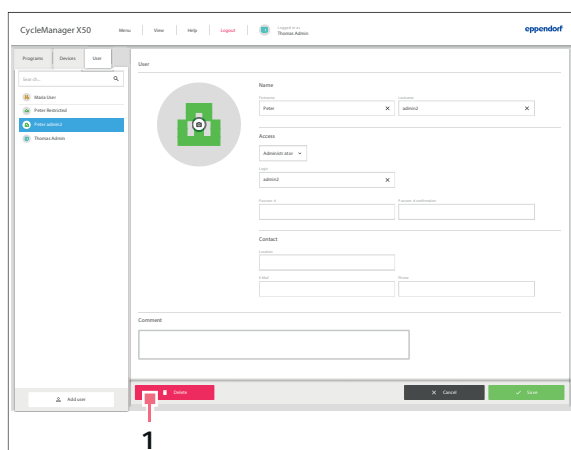 CycleManager X50 Menu View Help Logout Logged in as eppendorf
Thomas Admin
Programs Devices User
Search...
Maria User
Peter Restricted
Peter admin2
Thomas Admin
Add user
User
Name
Firstname Lastname
Peter admin2
Access
Administrator
Login
admin2
Password Password confirmation
Contact
Location
E-Mail Phone
Comment
Delete Cancel Save
1